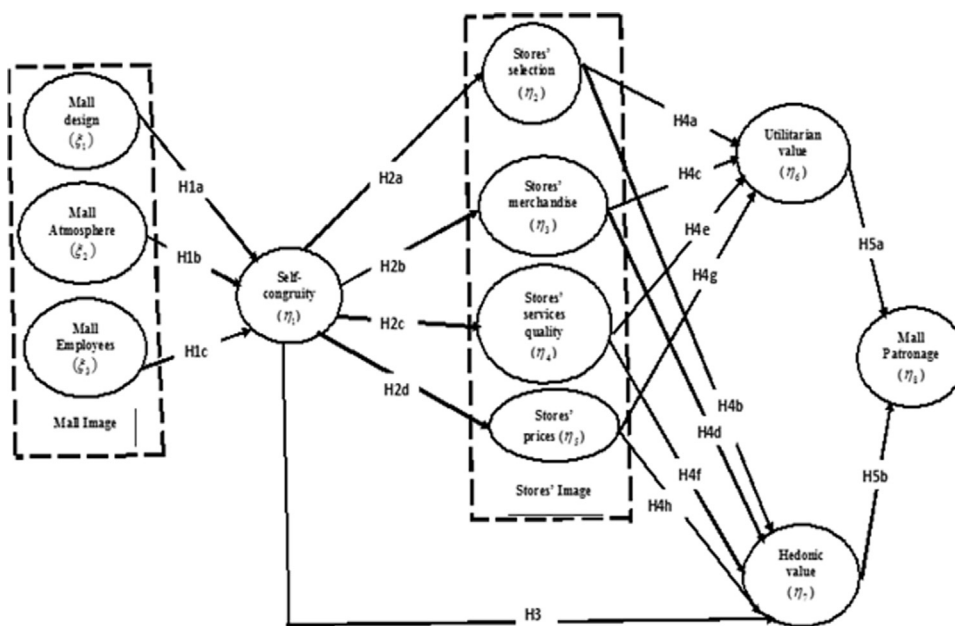 Mall
design
(ξ₁)
Mall
Atmosphere
(ξ₂)
Mall
Employees
(ξ₃)
Mall Image
H1a
H1b
H1c
Self-
congruity
(η₁)
H2a
H2b
H2c
H2d
Stores'
selection
(η₂)
Stores'
merchandise
(η₃)
Stores'
services
quality
(η₄)
Stores'
prices (η₅)
Stores' Image
H3
H4a
H4c
H4e
H4g
H4b
H4d
H4f
H4h
Utilitarian
value
(η₆)
Hedonic
value
(η₇)
H5a
H5b
Mall
Patronage
(η₈)